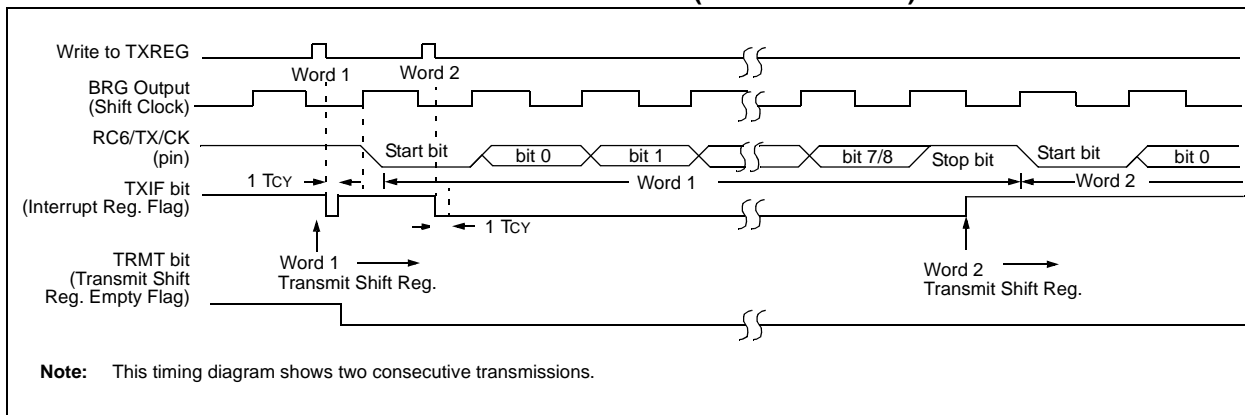 Write to TXREG
Word 1
Word 2
BRG Output
(Shift Clock)
RC6/TX/CK
(pin)
Start bit
bit 0
bit 1
bit 7/8
Stop bit
Start bit
bit 0
1 TCY
Word 1
Word 2
TXIF bit
(Interrupt Reg. Flag)
1 TCY
TRMT bit
(Transmit Shift
Reg. Empty Flag)
Word 1
Transmit Shift Reg.
Word 2
Transmit Shift Reg.
Note: This timing diagram shows two consecutive transmissions.